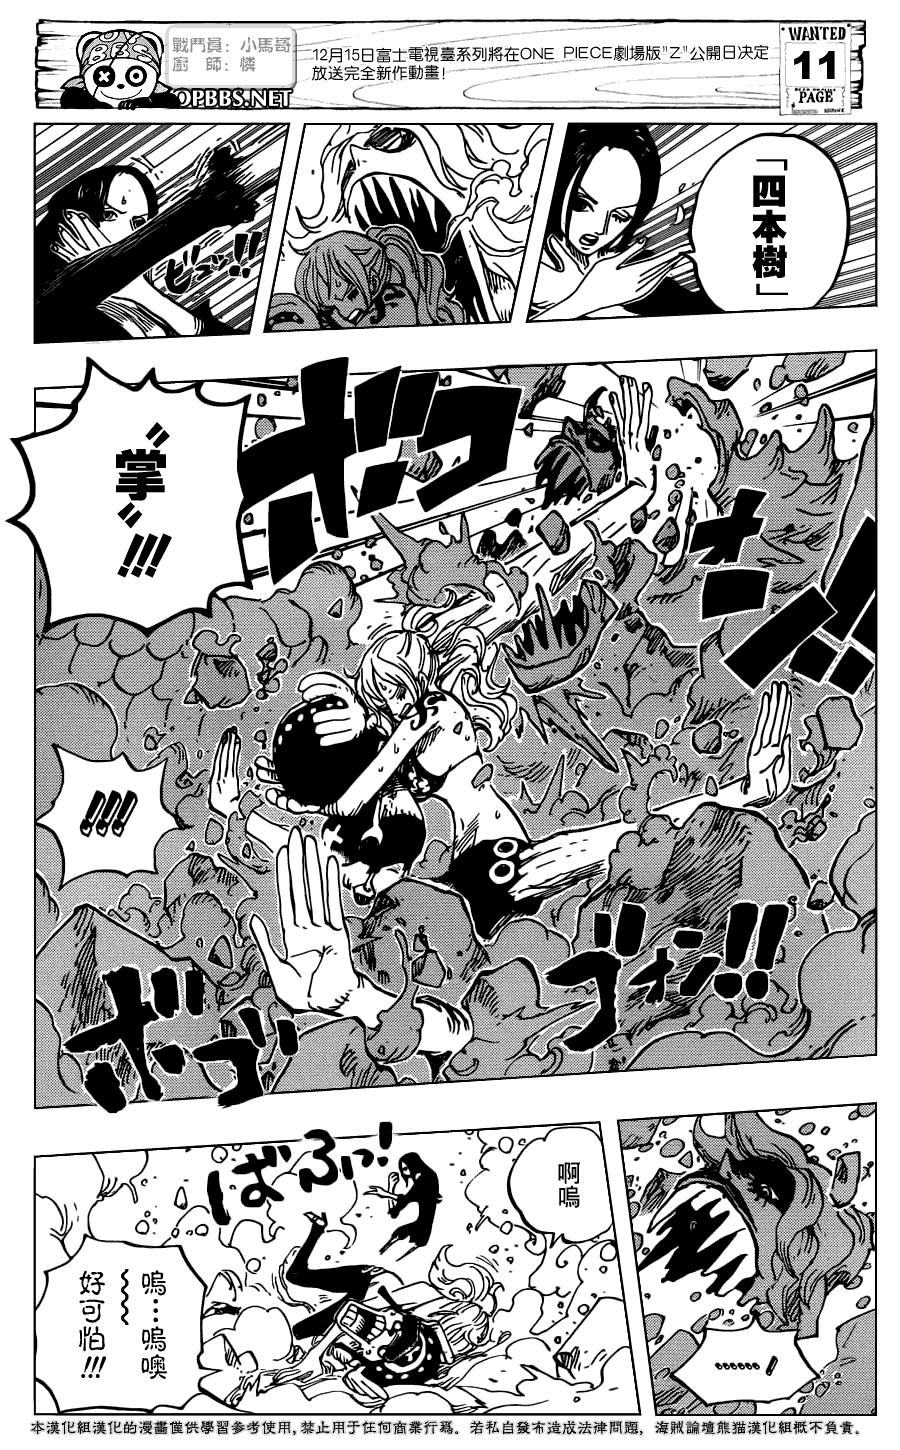 戰鬥員: 小馬哥
廚　師: 憐
OPBBS.NET
12月15日富士電視臺系列將在ONE PIECE劇場版"Z"公開日決定
放送完全新作動畫!
WANTED
11
PAGE
「四本樹」
ビュッ!!
〝掌〟!!!
ボコォン!!
!!!
ボゴ
ゴォン!!
啊
嗚
ばふっ!
……!
嗚…嗚噢
好可怕!!!
本漢化組漢化的漫畫僅供學習參考使用,禁止用于任何商業行爲。若私自發布造成法律問題, 海賊論壇熊猫漢化組概不負責。